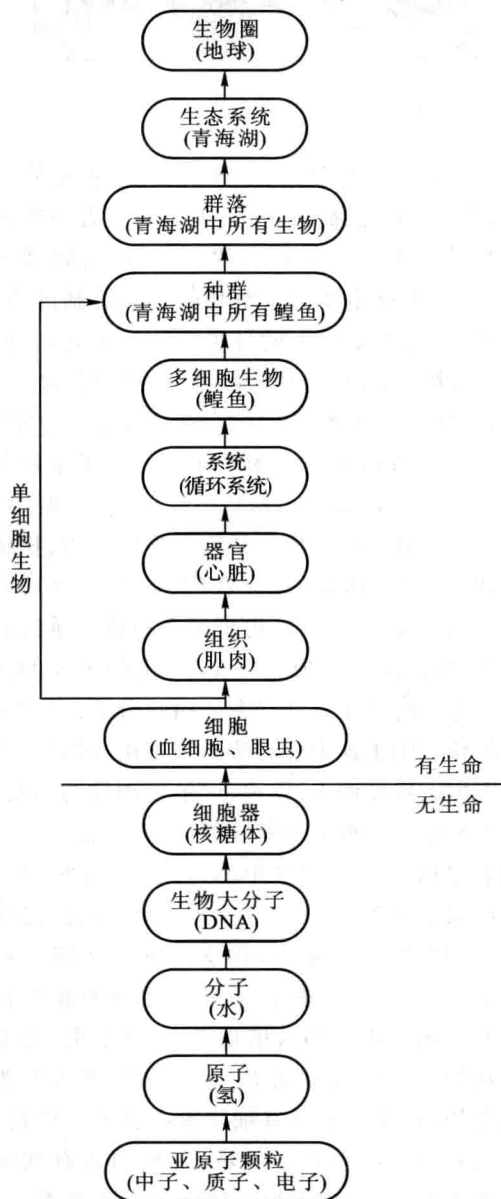 生物圈
(地球)
生态系统
(青海湖)
群落
(青海湖中所有生物)
种群
(青海湖中所有鳇鱼)
多细胞生物
(鳇鱼)
系统
(循环系统)
器官
(心脏)
组织
(肌肉)
单细胞生物
细胞
(血细胞、眼虫)
有生命
无生命
细胞器
(核糖体)
生物大分子
(DNA)
分子
(水)
原子
(氢)
亚原子颗粒
(中子、质子、电子)